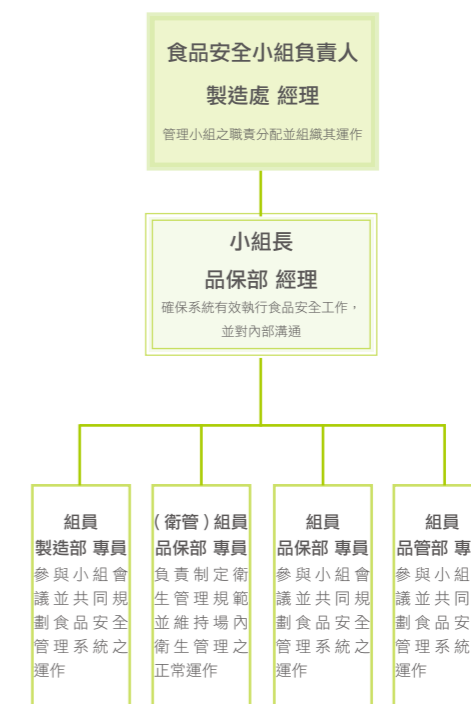 食品安全小組負責人
製造處 經理
管理小組之職責分配並組織其運作
小組長
品保部 經理
確保系統有效執行食品安全工作，
並對內部溝通
組員
製造部 專員
參與小組會
議並共同規
劃食品安全
管理系統之
運作
(衛管)組員
品保部 專員
負責制定衛
生管理規範
並維持場內
衛生管理之
正常運作
組員
品保部 專員
參與小組會
議並共同規
劃食品安全
管理系統之
運作
組員
品管部 專
參與小組
議並共同
劃食品安
管理系統
運作